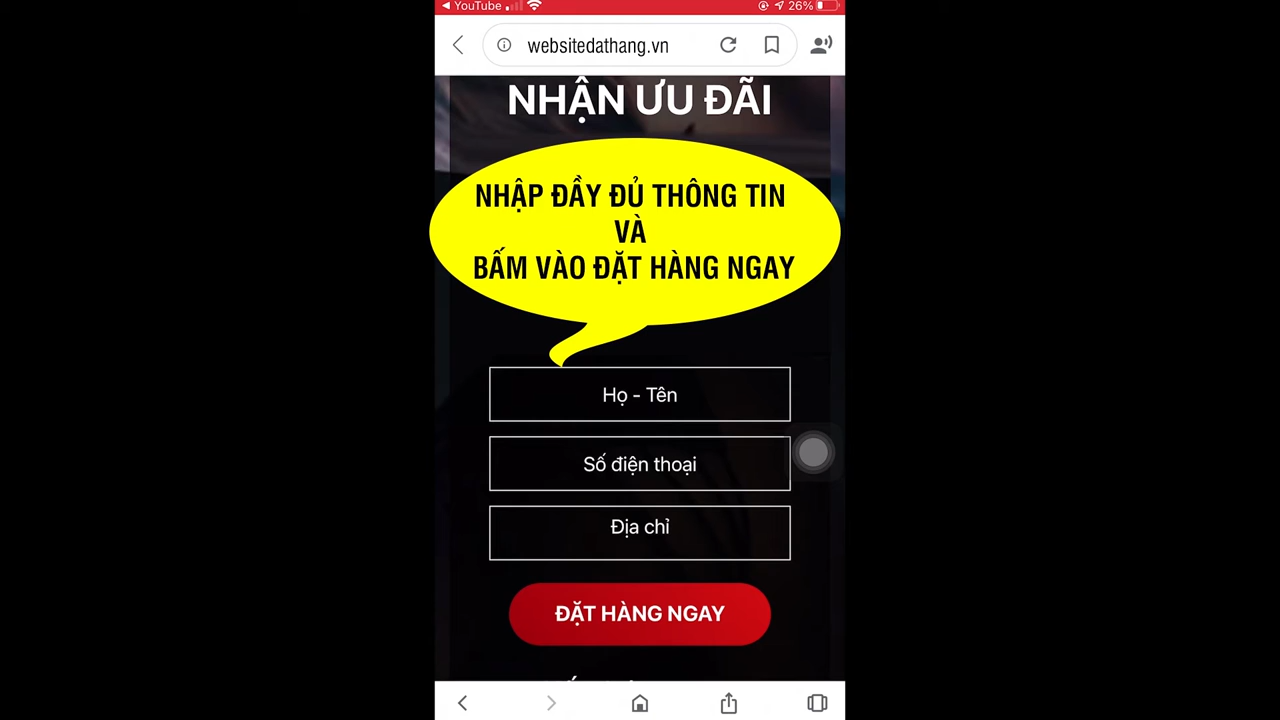 YouTube 26%
websitedathang.vn
NHẬN ƯU ĐÃI
NHẬP ĐẦY ĐỦ THÔNG TIN
VÀ
BẤM VÀO ĐẶT HÀNG NGAY
Họ - Tên
Số điện thoại
Địa chỉ
ĐẶT HÀNG NGAY